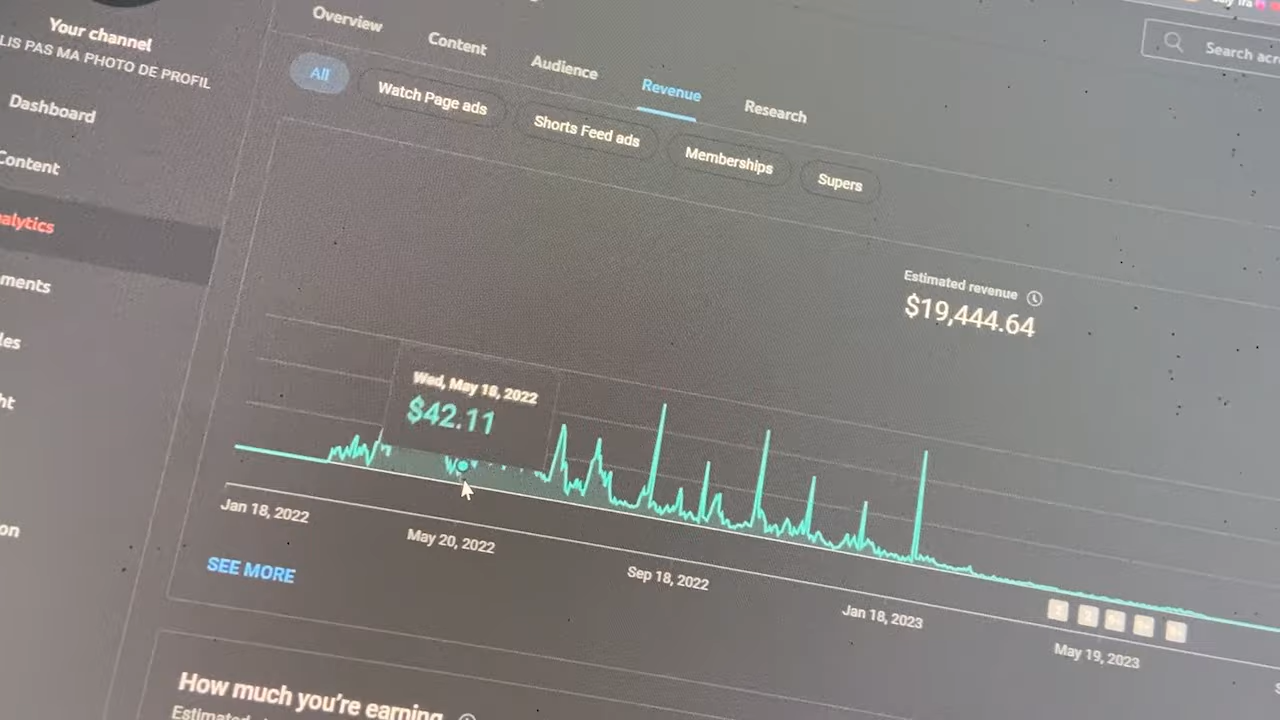 Your channel
LIS PAS MA PHOTO DE PROFIL
Dashboard
Content
alytics
ments
les
ht
on
Overview
Content
Audience
Revenue
Research
Search acr
All
Watch Page ads
Shorts Feed ads
Memberships
Supers
Estimated revenue
$19,444.64
Wed, May 18, 2022
$42.11
Jan 18, 2022
May 20, 2022
Sep 18, 2022
Jan 18, 2023
May 19, 2023
SEE MORE
How much you're earning
Estimated